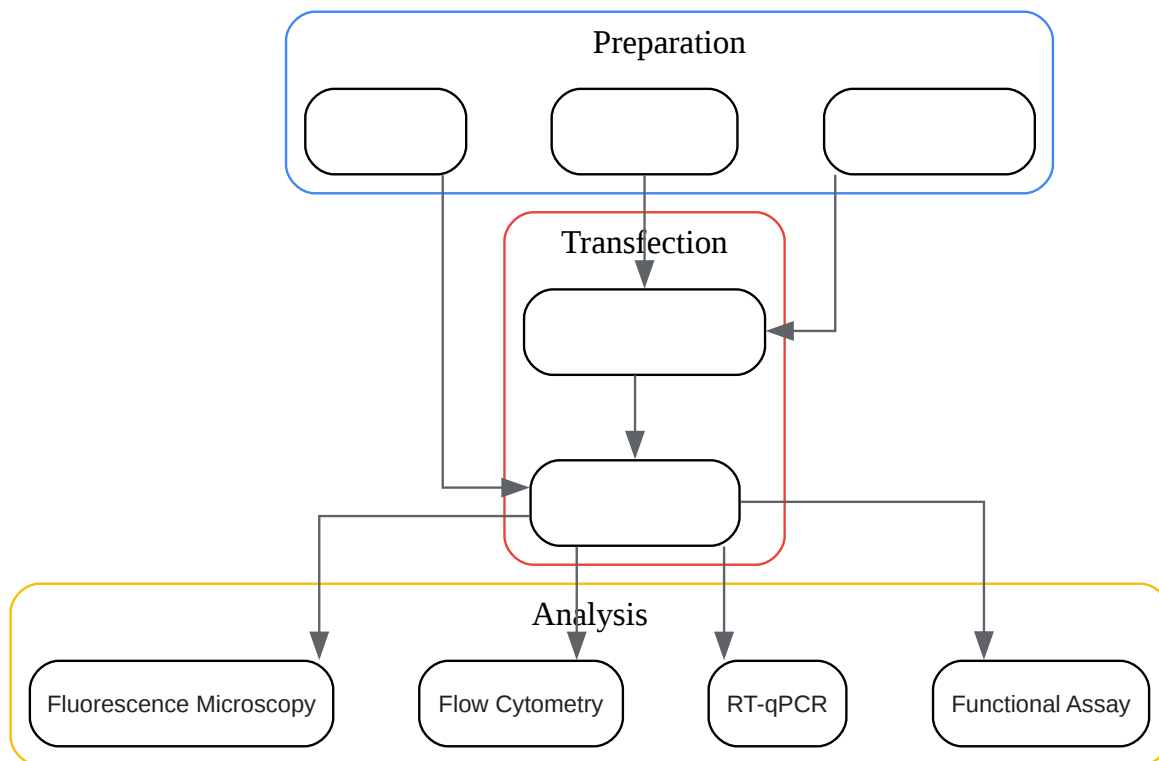 Preparation
Transfection
Analysis
Fluorescence Microscopy
Flow Cytometry
RT-qPCR
Functional Assay